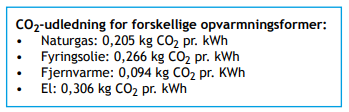 CO₂-udledning for forskellige opvarmningsformer:
• Naturgas: 0,205 kg CO₂ pr. kWh
• Fyringsolie: 0,266 kg CO₂ pr. kWh
• Fjernvarme: 0,094 kg CO₂ pr. KWh
• El: 0,306 kg CO₂ pr. kWh